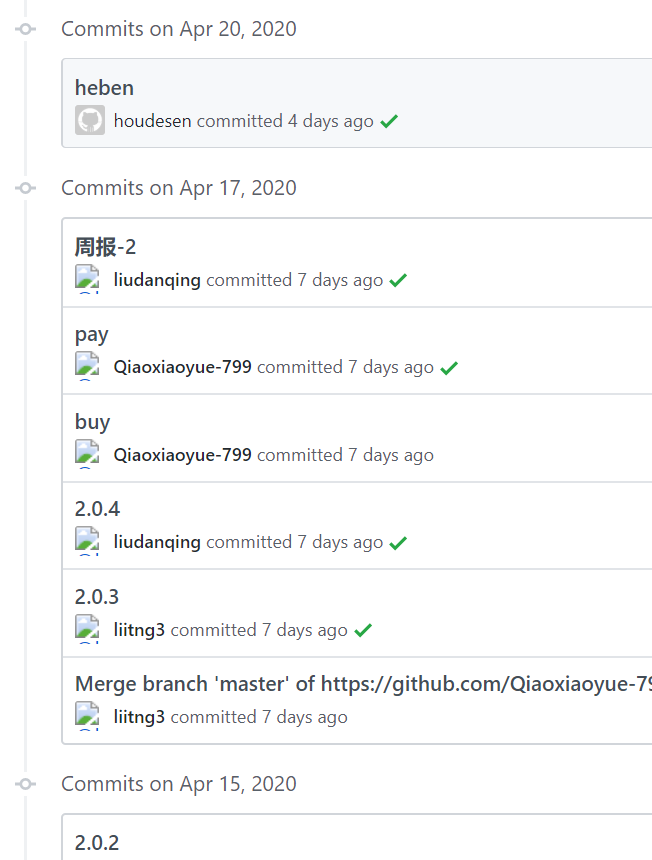 Commits on Apr 20, 2020
heben
houdesen committed 4 days ago
Commits on Apr 17, 2020
周报-2
liudanqing committed 7 days ago
pay
Qiaoxiaoyue-799 committed 7 days ago
buy
Qiaoxiaoyue-799 committed 7 days ago
2.0.4
liudanqing committed 7 days ago
2.0.3
liitng3 committed 7 days ago
Merge branch 'master' of https://github.com/Qiaoxiaoyue-79
liitng3 committed 7 days ago
Commits on Apr 15, 2020
2.0.2